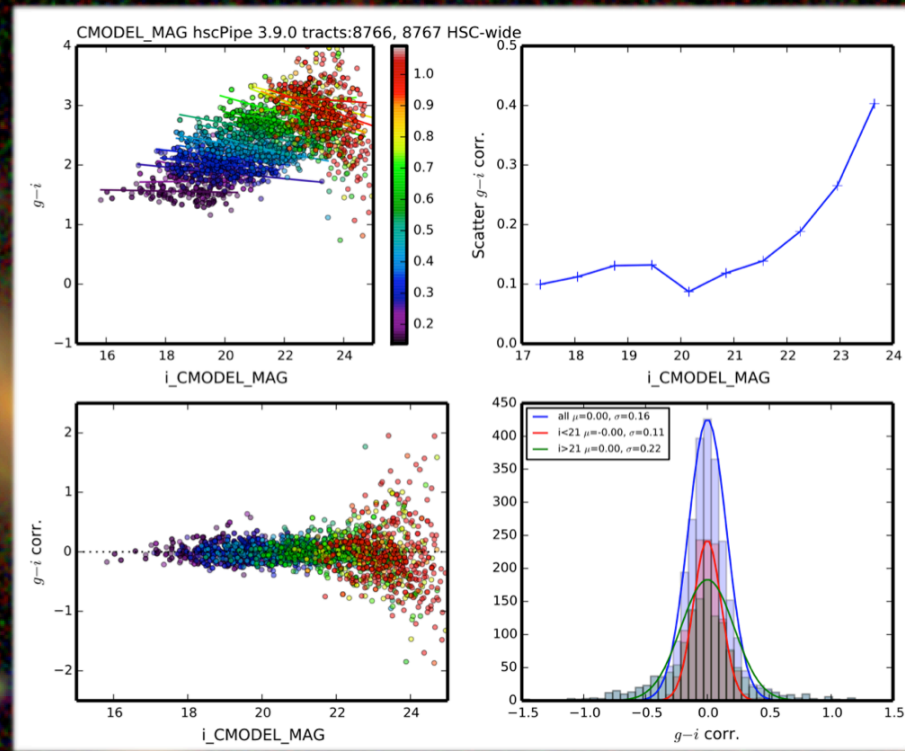 CMODEL_MAG hscPipe 3.9.0 tracts:8766, 8767 HSC-wide
4
3
2
1
0
−1
g−i
16 18 20 22 24
i_CMODEL_MAG
1.0
0.9
0.8
0.7
0.6
0.5
0.4
0.3
0.2
0.5
0.4
0.3
0.2
0.1
0.0
Scatter g−i corr.
17 18 19 20 21 22 23 24
i_CMODEL_MAG
2
1
0
−1
−2
g−i corr.
16 18 20 22 24
i_CMODEL_MAG
450
400
350
300
250
200
150
100
50
0
all μ=0.00, σ=0.16
i<21 μ=-0.00, σ=0.11
i>21 μ=0.00, σ=0.22
−1.5 −1.0 −0.5 0.0 0.5 1.0 1.5
g−i corr.